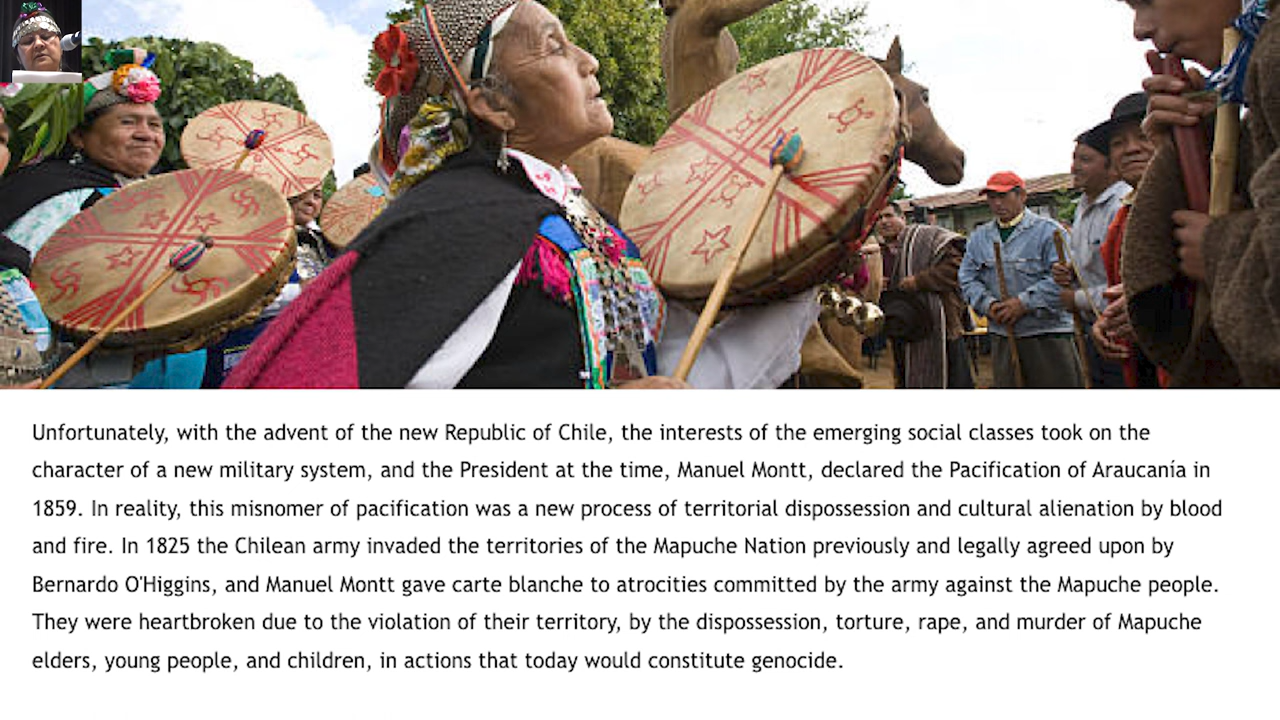 Unfortunately, with the advent of the new Republic of Chile, the interests of the emerging social classes took on the
character of a new military system, and the President at the time, Manuel Montt, declared the Pacification of Araucanía in
1859. In reality, this misnomer of pacification was a new process of territorial dispossession and cultural alienation by blood
and fire. In 1825 the Chilean army invaded the territories of the Mapuche Nation previously and legally agreed upon by
Bernardo O'Higgins, and Manuel Montt gave carte blanche to atrocities committed by the army against the Mapuche people.
They were heartbroken due to the violation of their territory, by the dispossession, torture, rape, and murder of Mapuche
elders, young people, and children, in actions that today would constitute genocide.